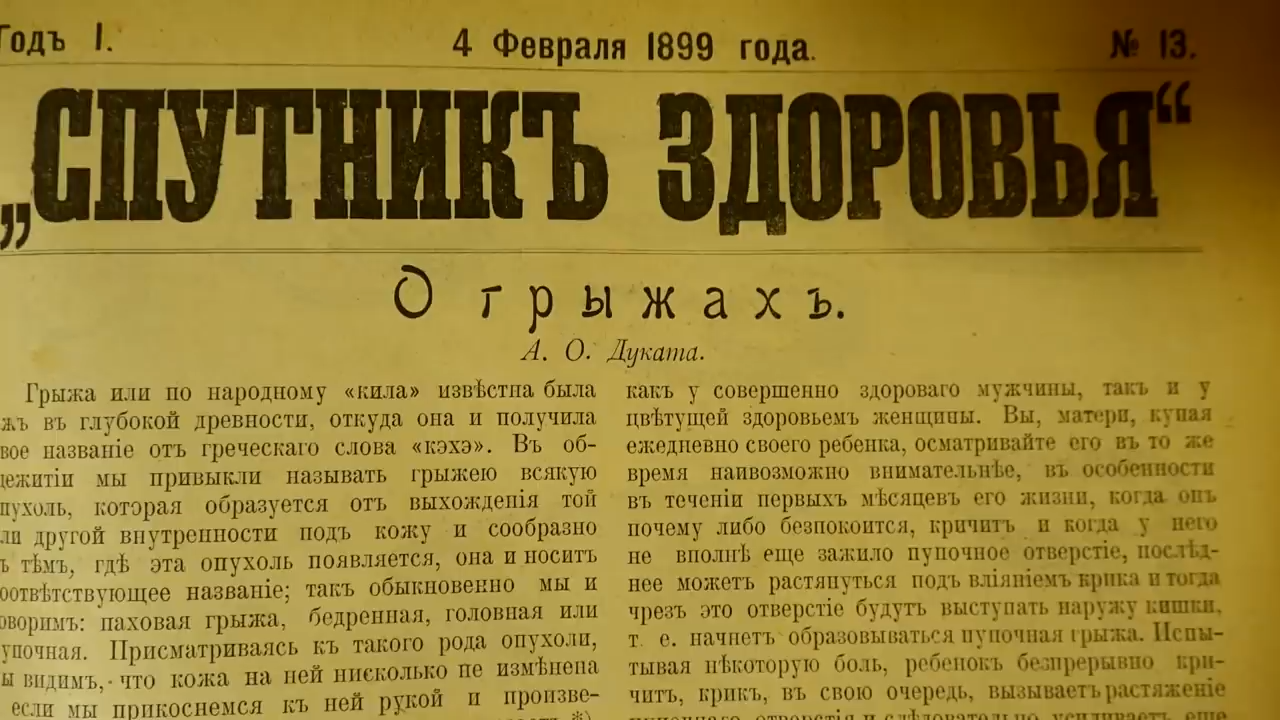 Годъ I.
4 Февраля 1899 года.
№ 13.
„СПУТНИКЪ ЗДОРОВЬЯ“
О грыжахъ.
А. О. Дуката.
Грыжа или по народному «кила» извѣстна была
жъ въ глубокой древности, откуда она и получила
вое названіе отъ греческаго слова «кэхэ». Въ об-
цежитіи мы привыкли называть грыжею всякую
пухоль, которая образуется отъ выхожденія той
ли другой внутренности подъ кожу и сообразно
ъ тѣмъ, гдѣ эта опухоль появляется, она и носитъ
оотвѣтствующее названіе; такъ обыкновенно мы и
оворимъ: паховая грыжа, бедренная, головная или
упочная. Присматриваясь къ такого рода опухоли,
ы видимъ, что кожа на ней нисколько не измѣнена
если мы прикоснемся къ ней рукой и произве-
какъ у совершенно здороваго мужчины, такъ и у
цвѣтущей здоровьемъ женщины. Вы, матери, купая
ежедневно своего ребенка, осматривайте его въ то же
время наивозможно внимательнѣе, въ особенности
въ теченіи первыхъ мѣсяцевъ его жизни, когда онъ
почему либо безпокоится, кричитъ и когда у него
не вполнѣ еще зажило пупочное отверстіе, послѣд-
нее можетъ растянуться подъ вліяніемъ крика и тогда
чрезъ это отверстіе будутъ выступать наружу кишки,
т. е. начнетъ образовываться пупочная грыжа. Испы-
тывая нѣкоторую боль, ребенокъ безпрерывно кри-
читъ, крикъ, въ свою очередь, вызываетъ растяженіе
отверстія и слѣдовательно усиливаетъ еще